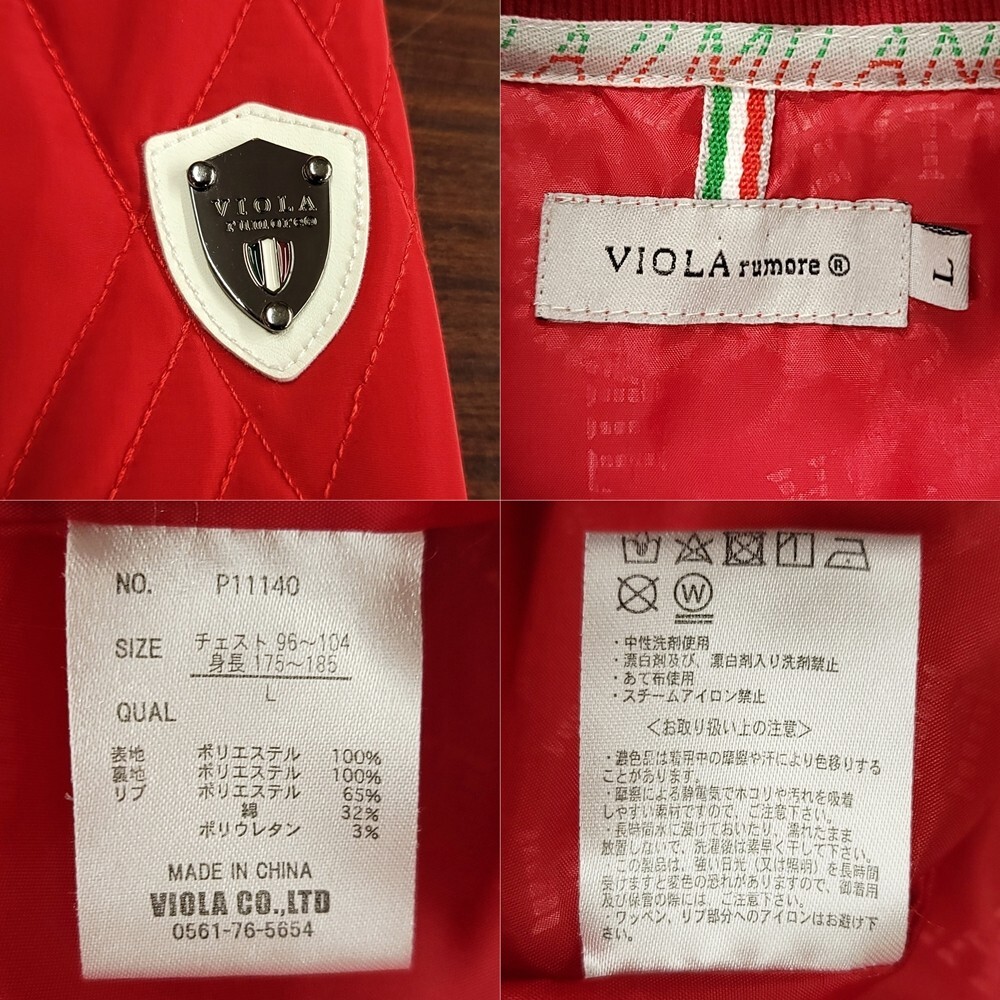 VIOLA
rumore®
A // MILAN
VIOLA rumore ®
L
NO. P11140
SIZE チェスト 96～104
身長 175～185
L
QUAL
表地 ポリエステル 100%
裏地 ポリエステル 100%
リブ ポリエステル 65%
綿 32%
ポリウレタン 3%
MADE IN CHINA
VIOLA CO.,LTD
0561-76-5654
W
・中性洗剤使用
・漂白剤及び、漂白剤入り洗剤禁止
・あて布使用
・スチームアイロン禁止
＜お取り扱い上の注意＞
・濃色品は着用中の摩擦や汗により色移りする
ことがあります。
・摩擦による静電気でホコリや汚れを吸着
しやすい素材ですので、ご注意下さい。
・長時間水に浸けておいたり、濡れたまま
放置しないで、洗濯後は素早く干して下さい。
・この製品は、強い日光（又は照明）を長時間
受けますと変色の恐れがありますので、御着用
及び保管の際には、ご注意下さい。
・ワッペン、リブ部分へのアイロンはお避け下
さい。